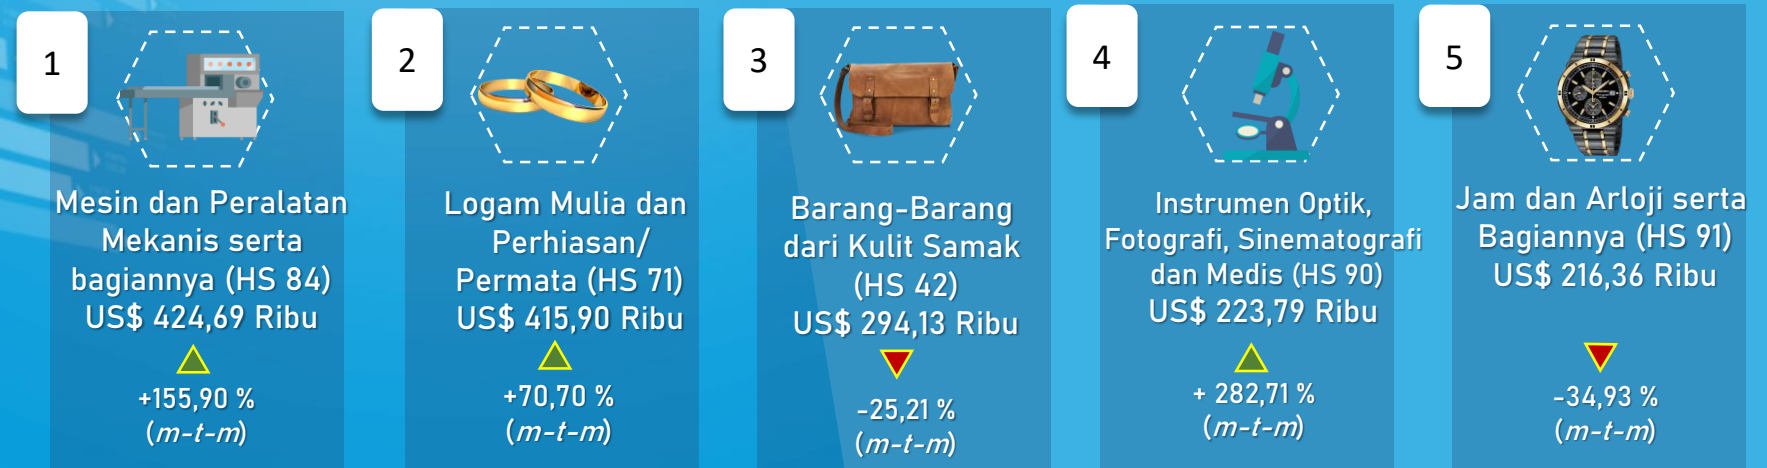 1
Mesin dan Peralatan
Mekanis serta
bagiannya (HS 84)
US$ 424,69 Ribu
+155,90 %
(m-t-m)
2
Logam Mulia dan
Perhiasan/
Permata (HS 71)
US$ 415,90 Ribu
+70,70 %
(m-t-m)
3
Barang-Barang
dari Kulit Samak
(HS 42)
US$ 294,13 Ribu
-25,21 %
(m-t-m)
4
Instrumen Optik,
Fotografi, Sinematografi
dan Medis (HS 90)
US$ 223,79 Ribu
+ 282,71 %
(m-t-m)
5
Jam dan Arloji serta
Bagiannya (HS 91)
US$ 216,36 Ribu
-34,93 %
(m-t-m)